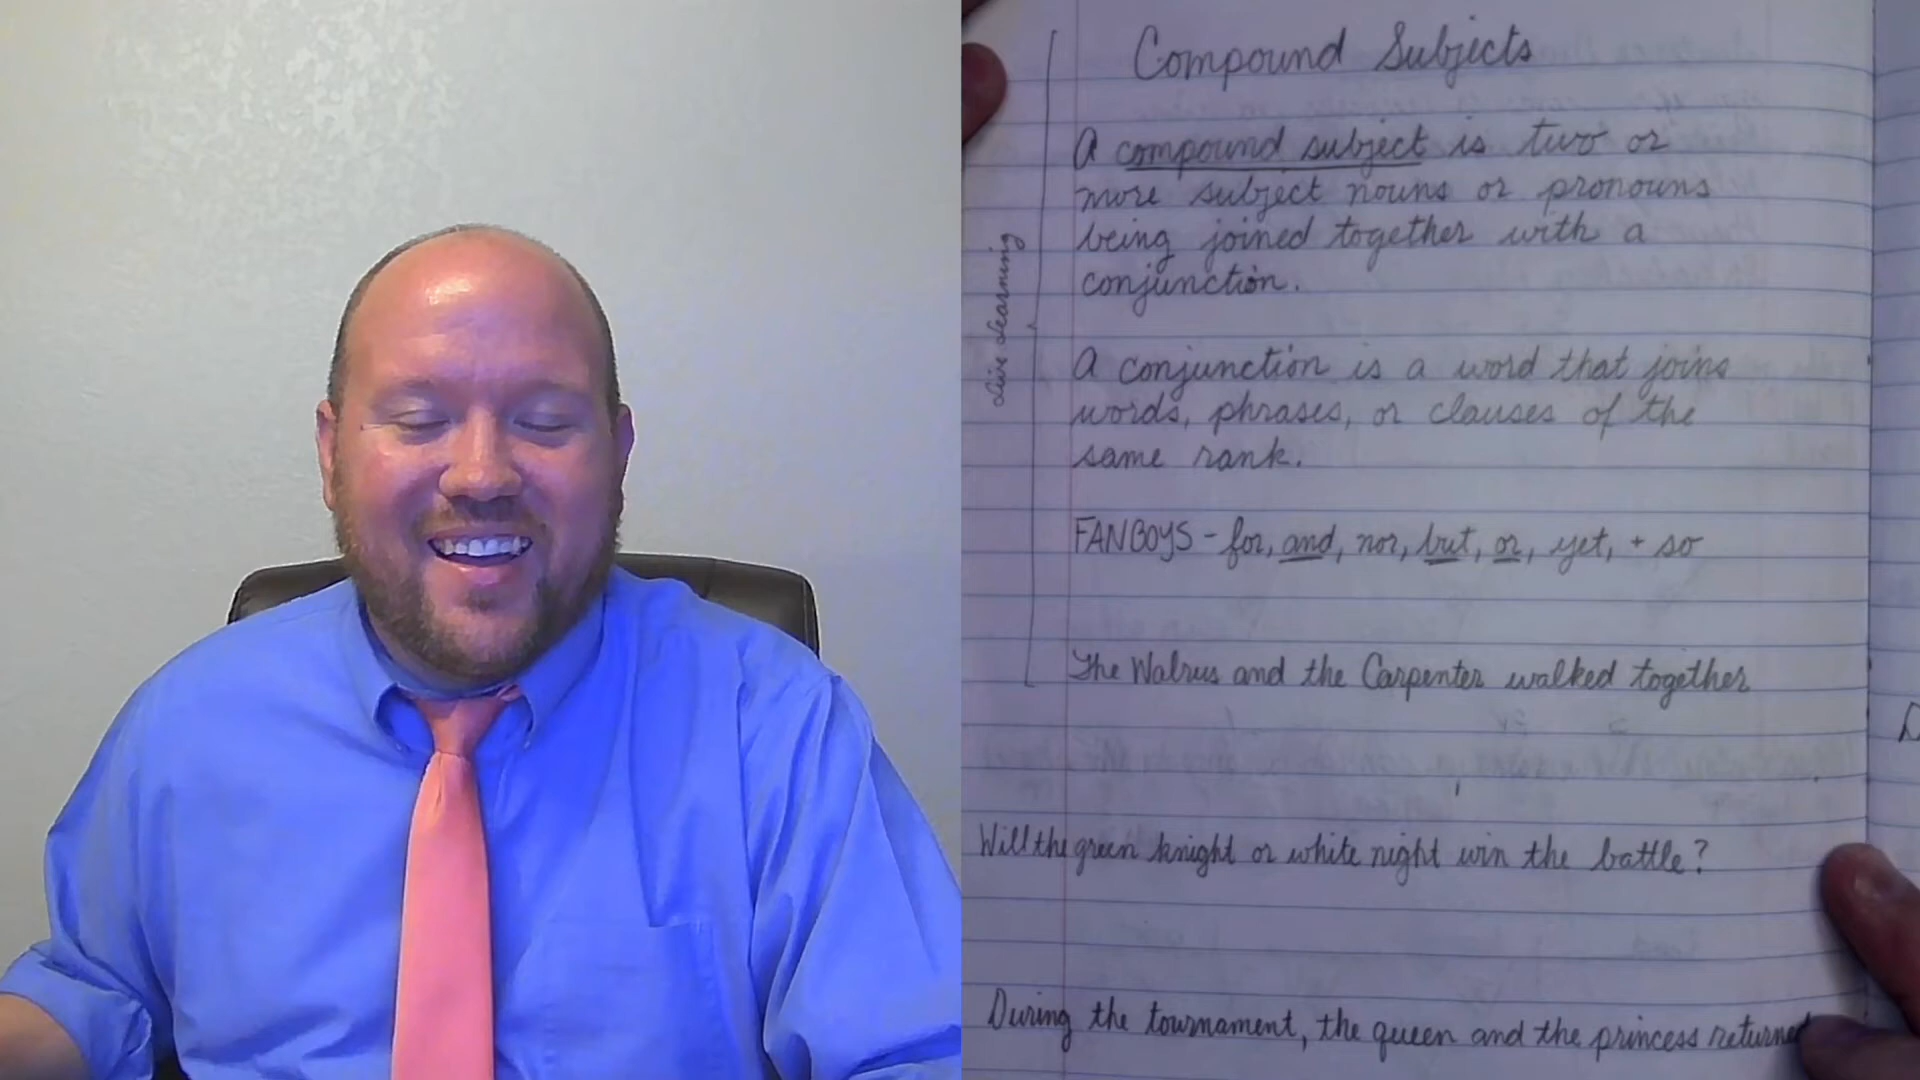 Compound Subjects
A compound subject is two or
more subject nouns or pronouns
being joined together with a
conjunction.
Live Learning
A conjunction is a word that joins
words, phrases, or clauses of the
same rank.
FANBOYS - for, and, nor, but, or, yet, + so
The Walrus and the Carpenter walked together
Will the green knight or white night win the battle?
During the tournament, the queen and the princess returned